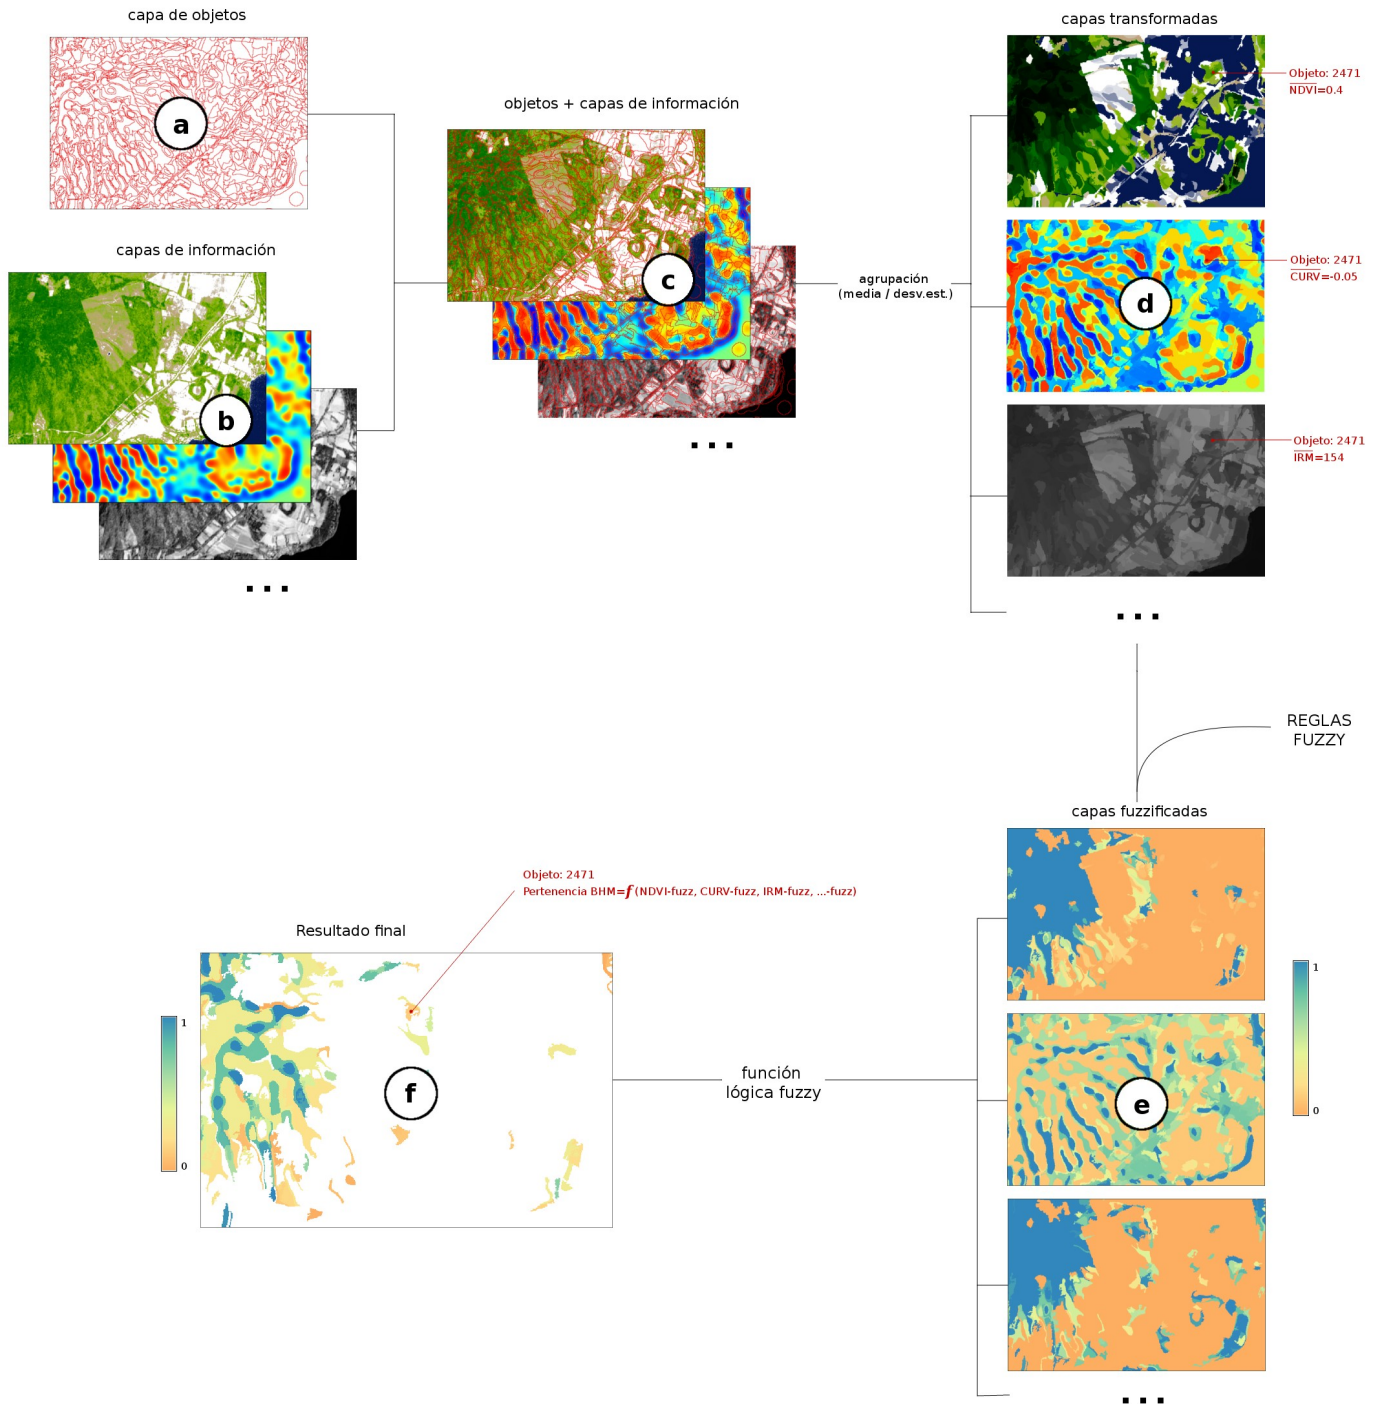 capa de objetos
a
capas de información
b
. . .
objetos + capas de información
c
. . .
agrupación
(media / desv.est.)
capas transformadas
Objeto: 2471
NDVI=0.4
d
Objeto: 2471
CURV=-0.05
Objeto: 2471
IRM=154
. . .
REGLAS
FUZZY
capas fuzzificadas
e
1
0
. . .
función
lógica fuzzy
Objeto: 2471
Pertenencia BHM=f(NDVI-fuzz, CURV-fuzz, IRM-fuzz, ...-fuzz)
Resultado final
f
1
0